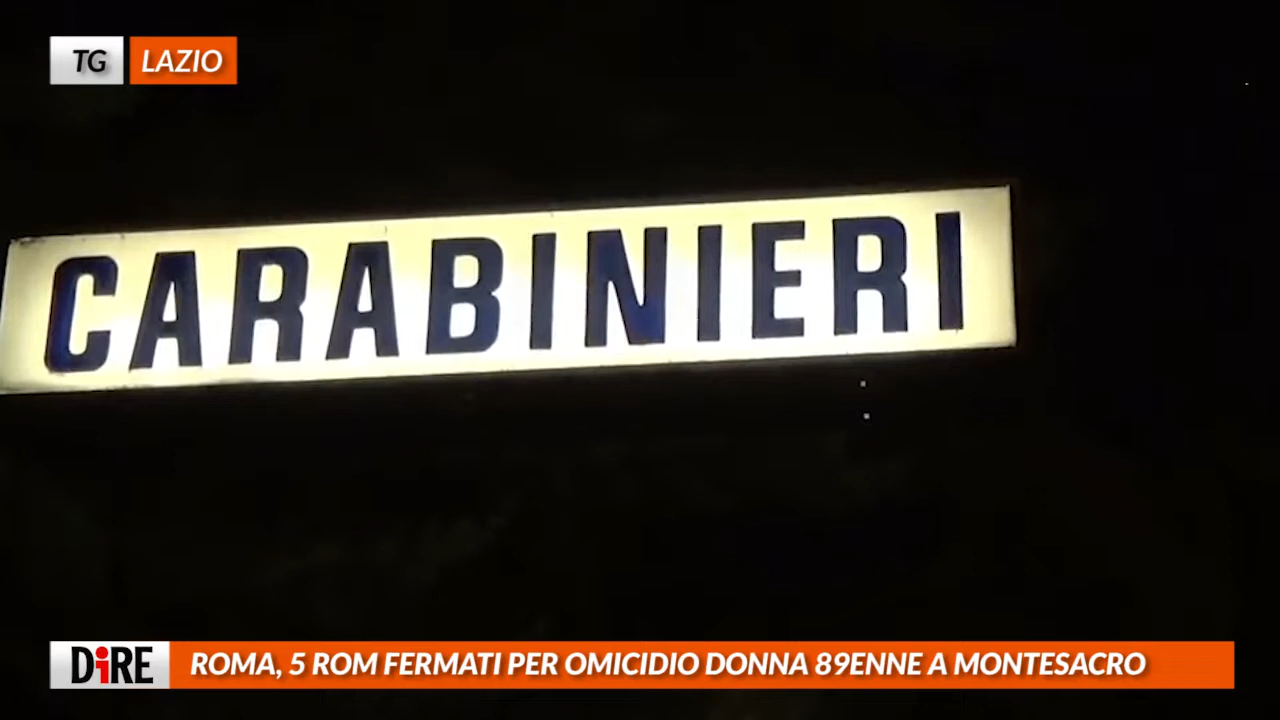 TG LAZIO
CARABINIERI
DiRE ROMA, 5 ROM FERMATI PER OMICIDIO DONNA 89ENNE A MONTESACRO